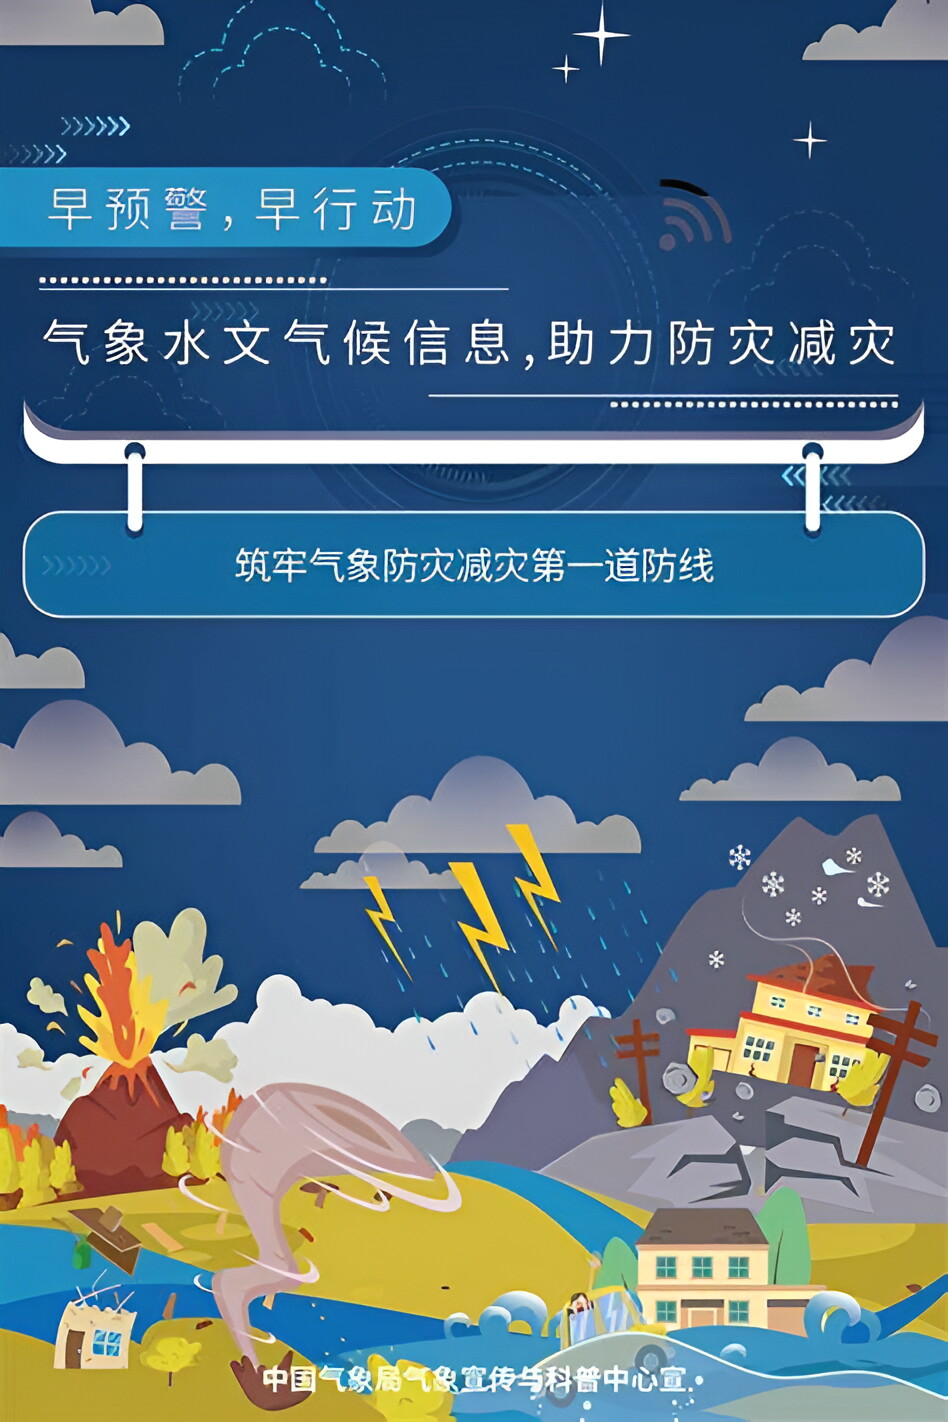 早预警,早行动
气象水文气候信息,助力防灾减灾
筑牢气象防灾减灾第一道防线
中国气象局气象宣传与科普中心宣